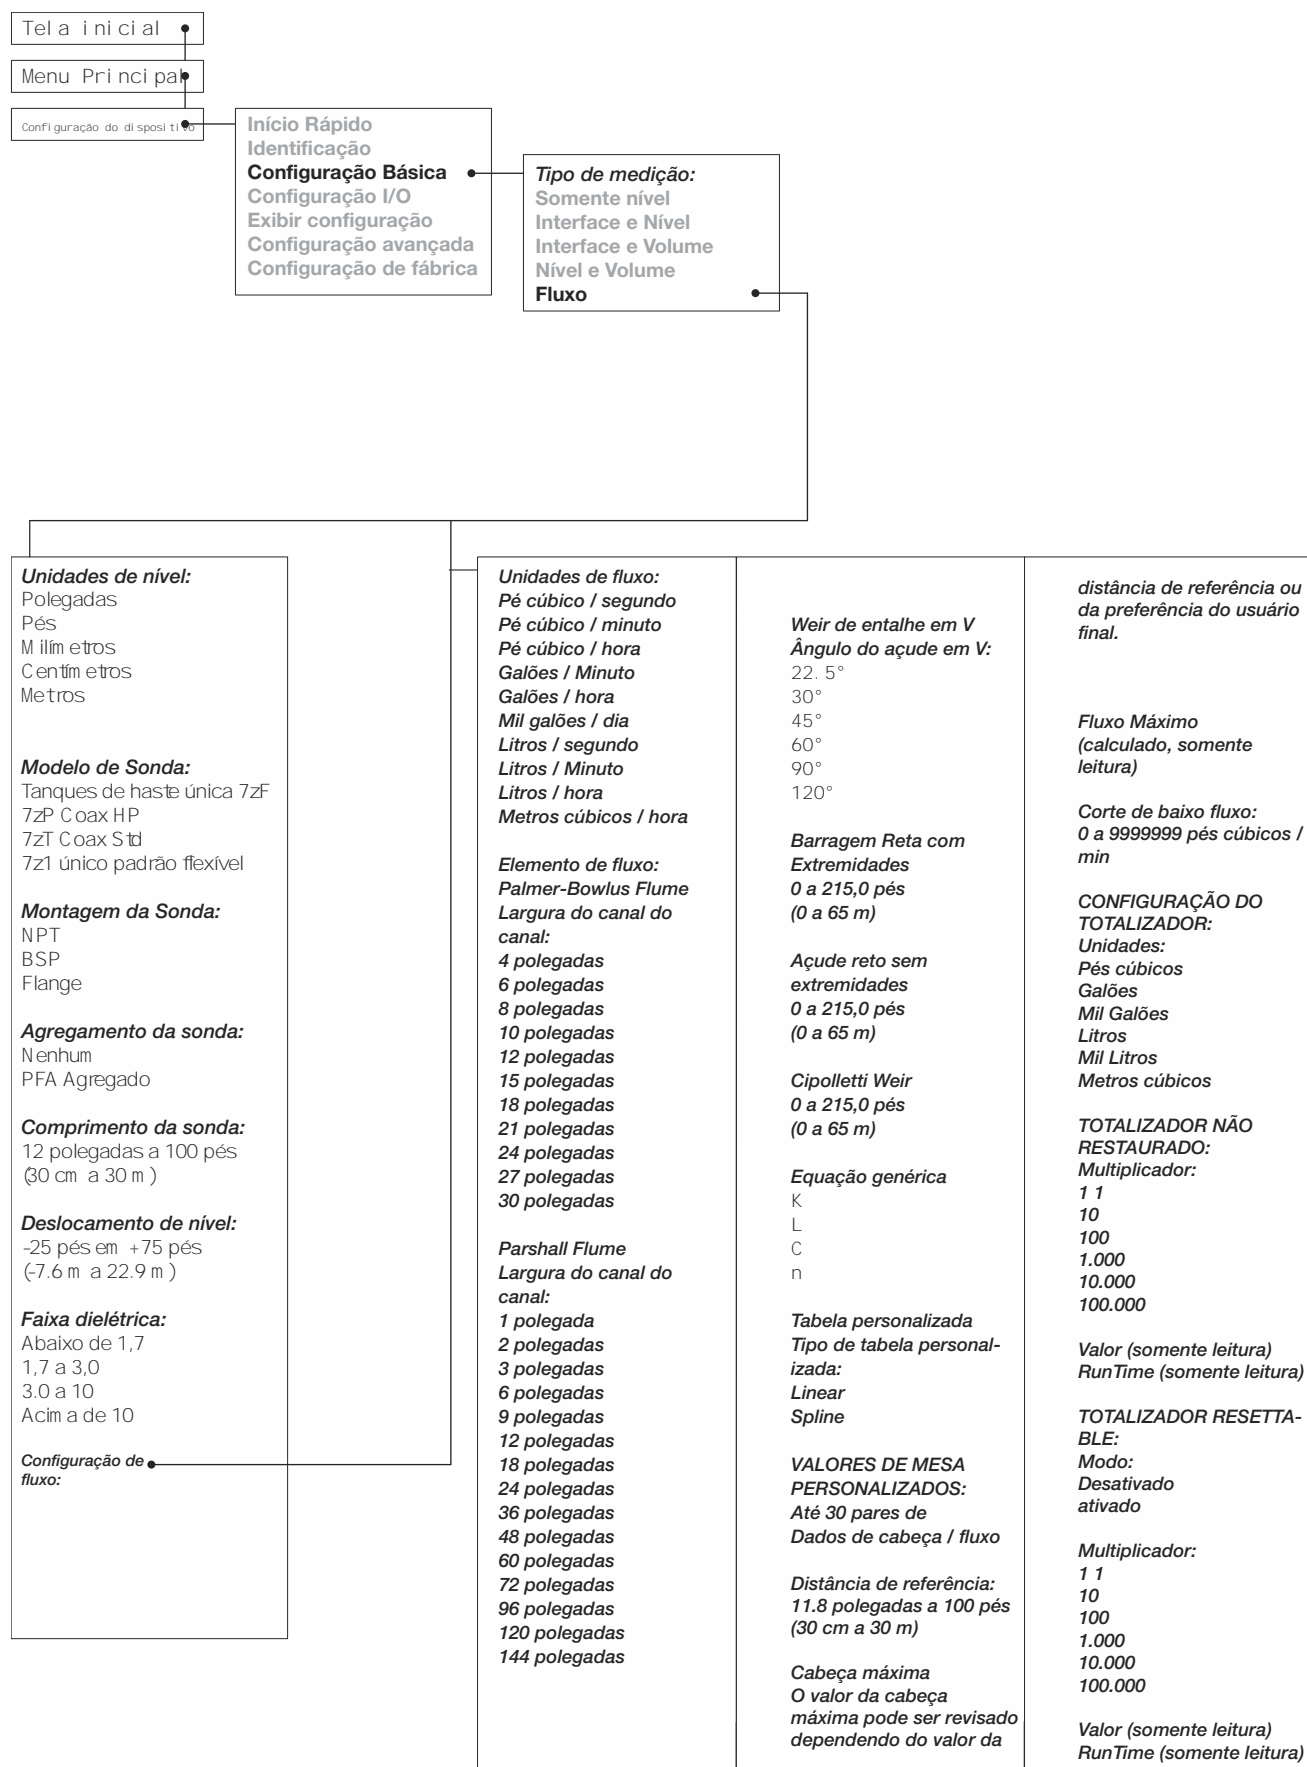 Tela inicial
Menu Principal
Configuração do dispositivo
Início Rápido
Identificação
Configuração Básica
Configuração I/O
Exibir configuração
Configuração avançada
Configuração de fábrica
Tipo de medição:
Somente nível
Interface e Nível
Interface e Volume
Nível e Volume
Fluxo
Unidades de nível:
Polegadas
Pés
Milímetros
Centímetros
Metros
Modelo de Sonda:
Tanques de haste única 7zF
7zP Coax HP
7zT Coax Std
7z1 único padrão flexível
Montagem da Sonda:
NPT
BSP
Flange
Agregamento da sonda:
Nenhum
PFA Agregado
Comprimento da sonda:
12 polegadas a 100 pés
(30 cm a 30 m)
Deslocamento de nível:
-25 pés em +75 pés
(-7.6 m a 22.9 m)
Faixa dielétrica:
Abaixo de 1,7
1,7 a 3,0
3.0 a 10
Acima de 10
Configuração de
fluxo:
Unidades de fluxo:
Pé cúbico / segundo
Pé cúbico / minuto
Pé cúbico / hora
Galões / Minuto
Galões / hora
Mil galões / dia
Litros / segundo
Litros / Minuto
Litros / hora
Metros cúbicos / hora
Elemento de fluxo:
Palmer-Bowlus Flume
Largura do canal do
canal:
4 polegadas
6 polegadas
8 polegadas
10 polegadas
12 polegadas
15 polegadas
18 polegadas
21 polegadas
24 polegadas
27 polegadas
30 polegadas
Parshall Flume
Largura do canal do
canal:
1 polegada
2 polegadas
3 polegadas
6 polegadas
9 polegadas
12 polegadas
18 polegadas
24 polegadas
36 polegadas
48 polegadas
60 polegadas
72 polegadas
96 polegadas
120 polegadas
144 polegadas
Weir de entalhe em V
Ângulo do açude em V:
22.5°
30°
45°
60°
90°
120°
Barragem Reta com
Extremidades
0 a 215,0 pés
(0 a 65 m)
Açude reto sem
extremidades
0 a 215,0 pés
(0 a 65 m)
Cipolletti Weir
0 a 215,0 pés
(0 a 65 m)
Equação genérica
K
L
C
n
Tabela personalizada
Tipo de tabela personal-
izada:
Linear
Spline
VALORES DE MESA
PERSONALIZADOS:
Até 30 pares de
Dados de cabeça / fluxo
Distância de referência:
11.8 polegadas a 100 pés
(30 cm a 30 m)
Cabeça máxima
O valor da cabeça
máxima pode ser revisado
dependendo do valor da
distância de referência ou
da preferência do usuário
final.
Fluxo Máximo
(calculado, somente
leitura)
Corte de baixo fluxo:
0 a 9999999 pés cúbicos /
min
CONFIGURAÇÃO DO
TOTALIZADOR:
Unidades:
Pés cúbicos
Galões
Mil Galões
Litros
Mil Litros
Metros cúbicos
TOTALIZADOR NÃO
RESTAURADO:
Multiplicador:
1 1
10
100
1.000
10.000
100.000
Valor (somente leitura)
RunTime (somente leitura)
TOTALIZADOR RESETTA-
BLE:
Modo:
Desativado
ativado
Multiplicador:
1 1
10
100
1.000
10.000
100.000
Valor (somente leitura)
RunTime (somente leitura)